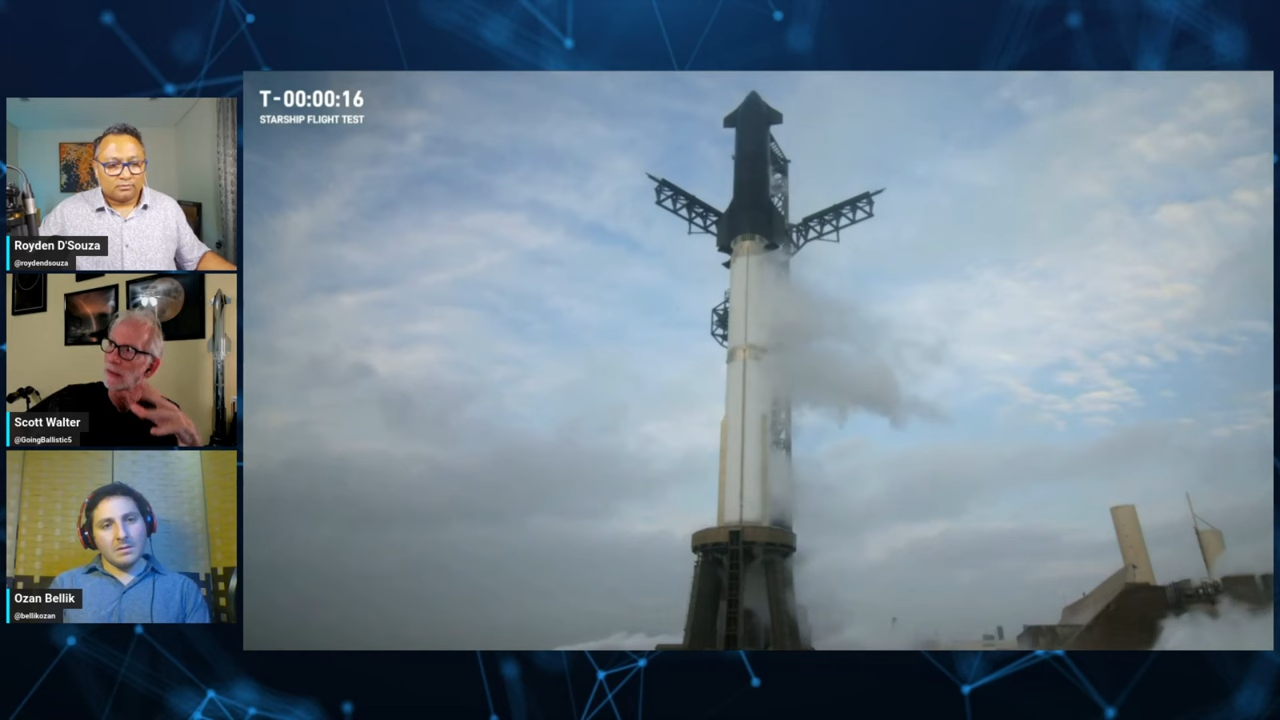 T-00:00:16
STARSHIP FLIGHT TEST
Royden D'Souza
@roydendsouza
Scott Walter
@GoingBallistic5
Ozan Bellik
@bellikozan